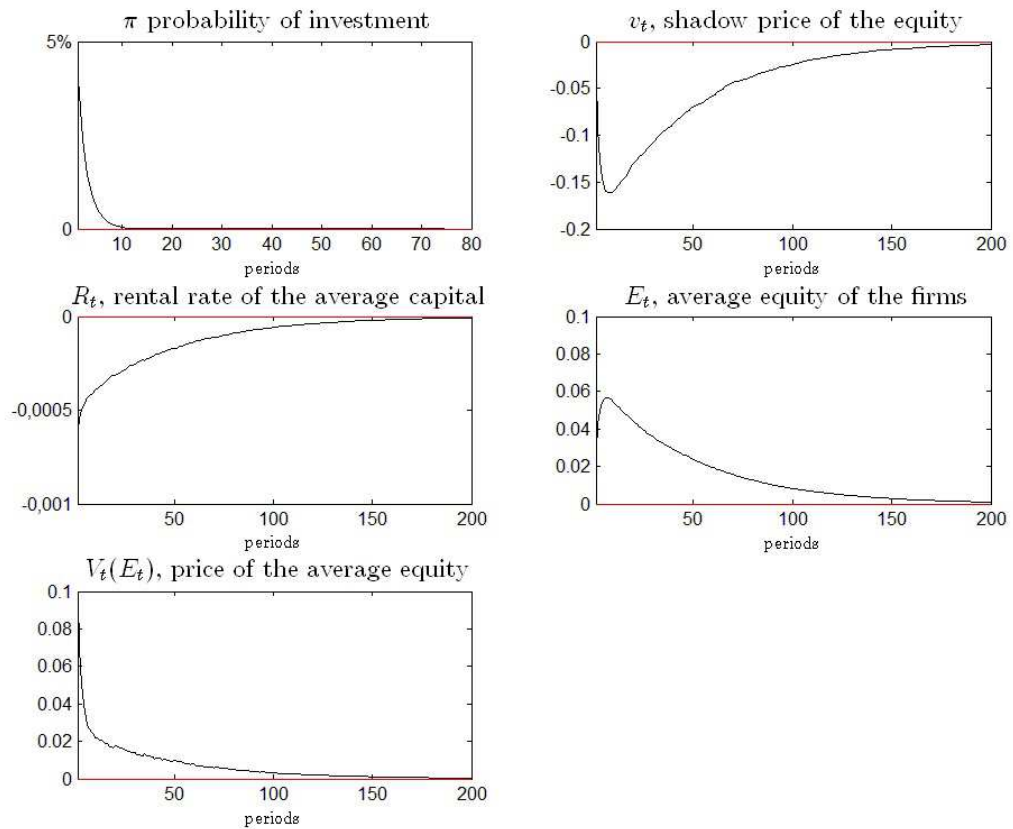 π probability of investment
5%
0
10 20 30 40 50 60 70 80
periods
v_t, shadow price of the equity
0
-0.05
-0.1
-0.15
-0.2
50 100 150 200
periods
R_t, rental rate of the average capital
0
-0,0005
-0,001
50 100 150 200
periods
E_t, average equity of the firms
0.1
0.08
0.06
0.04
0.02
0
50 100 150 200
periods
V_t(E_t), price of the average equity
0.1
0.08
0.06
0.04
0.02
0
50 100 150 200
periods